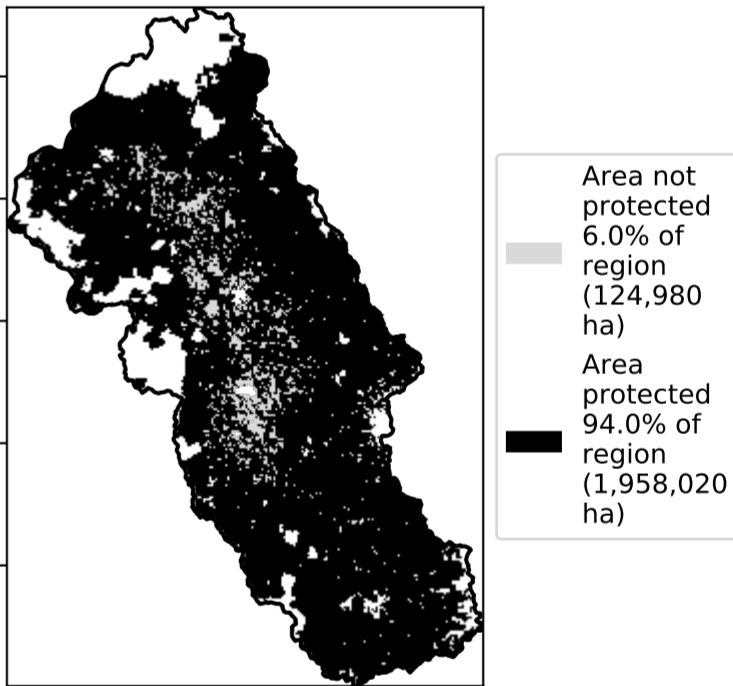 Area not
protected
6.0% of
region
(124,980
ha)
Area
protected
94.0% of
region
(1,958,020
ha)